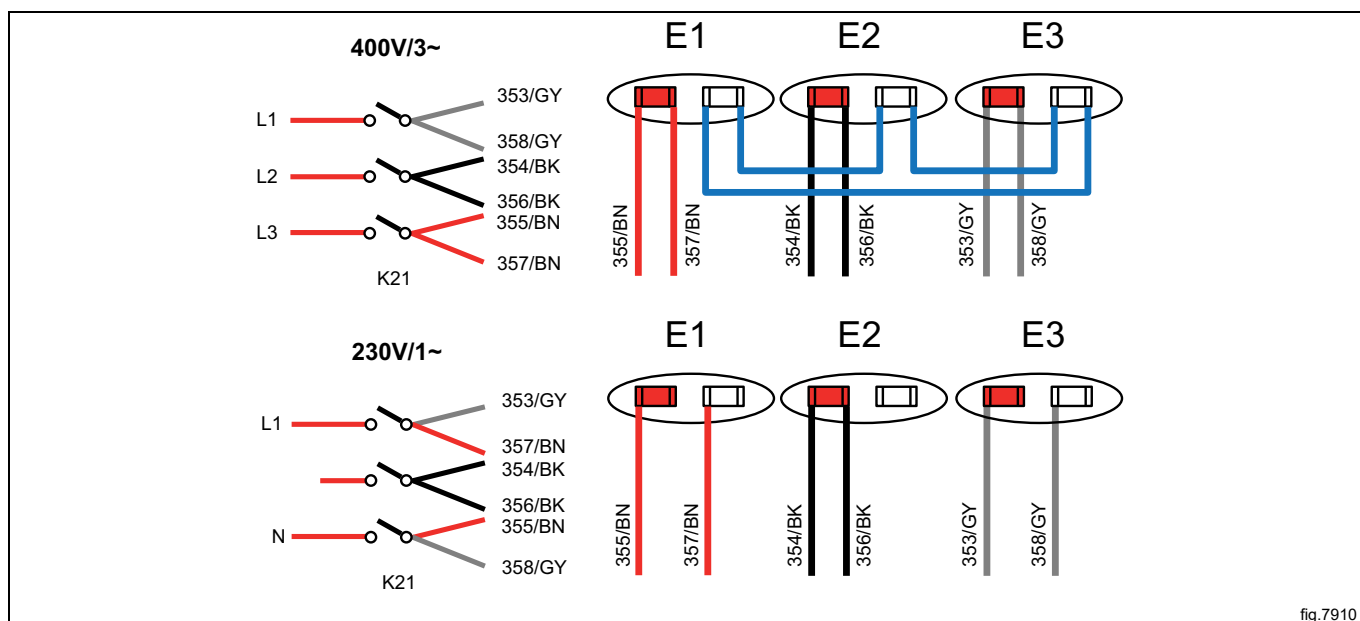 400V/3~
E1 E2 E3
353/GY
L1
358/GY
354/BK
L2
356/BK
355/BN
L3
357/BN
K21
355/BN 357/BN 354/BK 356/BK 353/GY 358/GY
230V/1~
E1 E2 E3
353/GY
L1
357/BN
354/BK
356/BK
355/BN
N
358/GY
K21
355/BN 357/BN 354/BK 356/BK 353/GY 358/GY
fig.7910